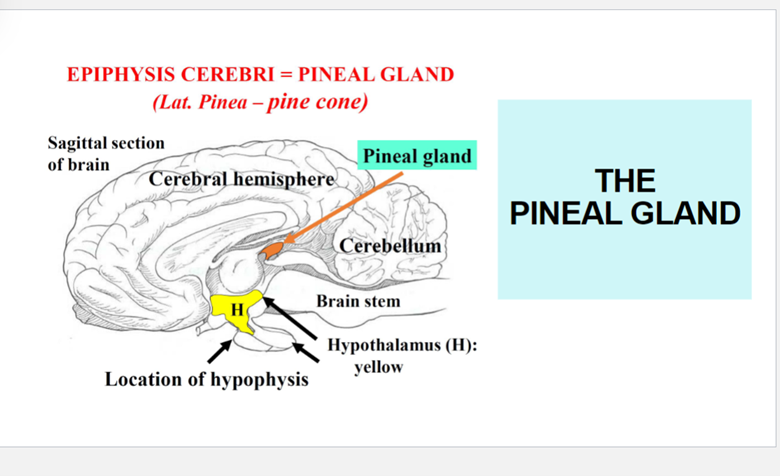 EPIPHYSIS CEREBRI = PINEAL GLAND
(Lat. Pinea – pine cone)
Sagittal section
of brain
Pineal gland
Cerebral hemisphere
THE
PINEAL GLAND
Cerebellum
Brain stem
H
Hypothalamus (H):
yellow
Location of hypophysis